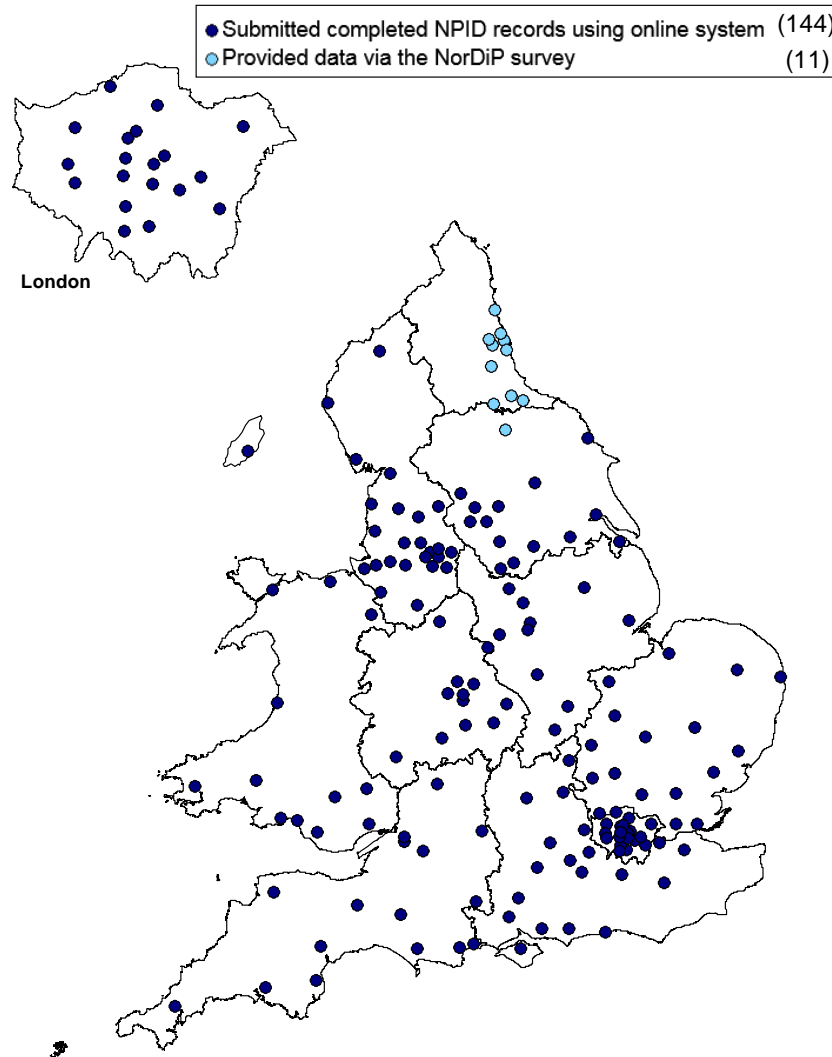 Submitted completed NPID records using online system (144)
Provided data via the NorDiP survey (11)
London